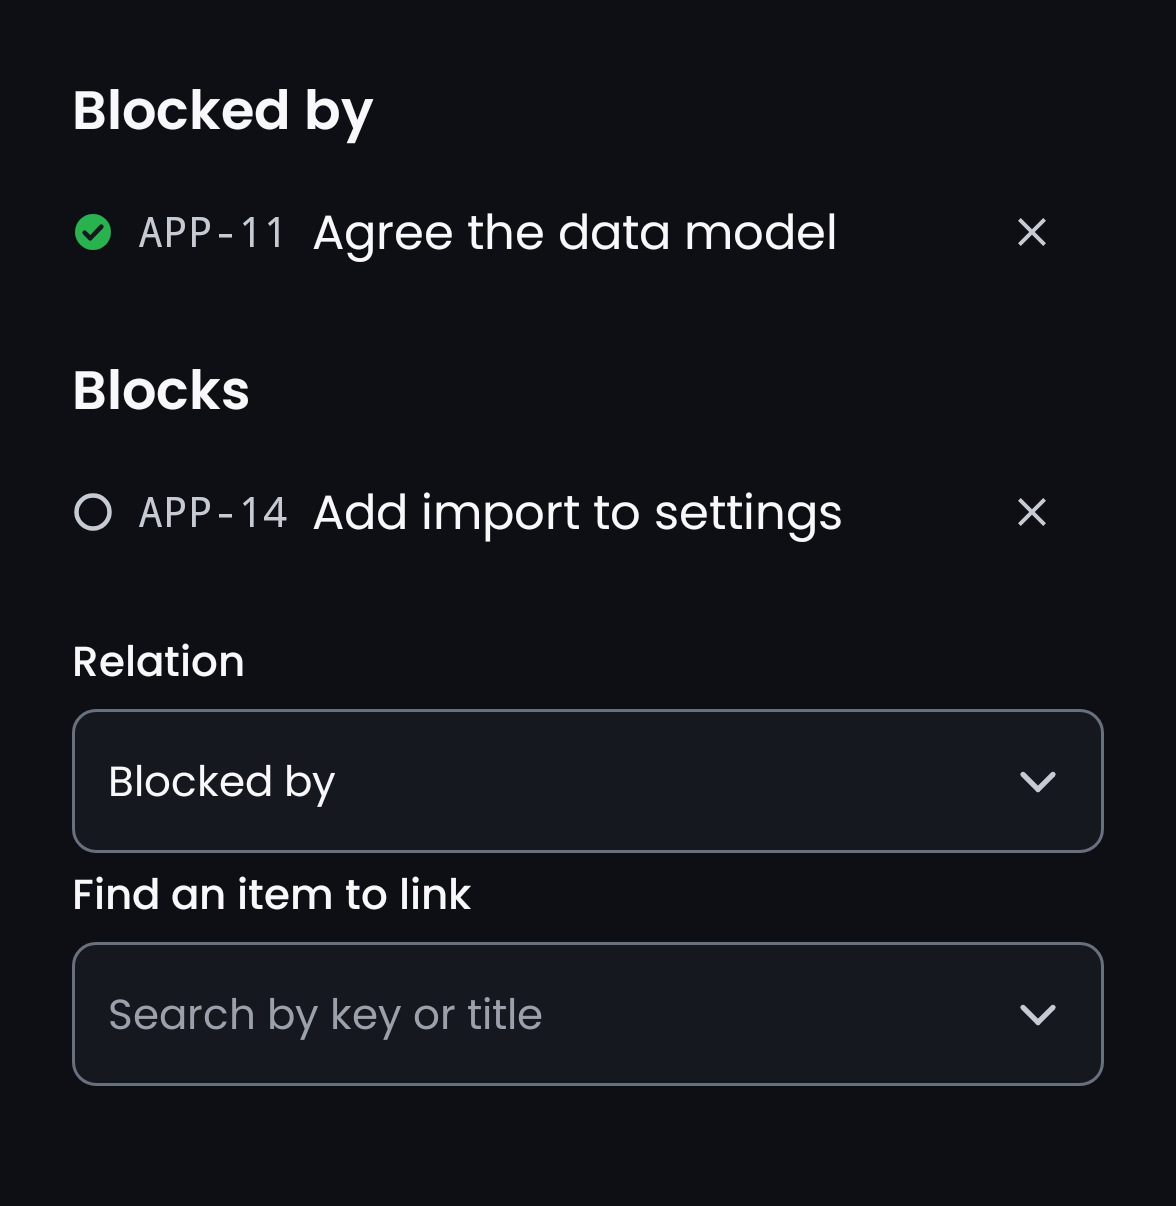 Blocked by
APP-11 Agree the data model
Blocks
APP-14 Add import to settings
Relation
Blocked by
Find an item to link
Search by key or title